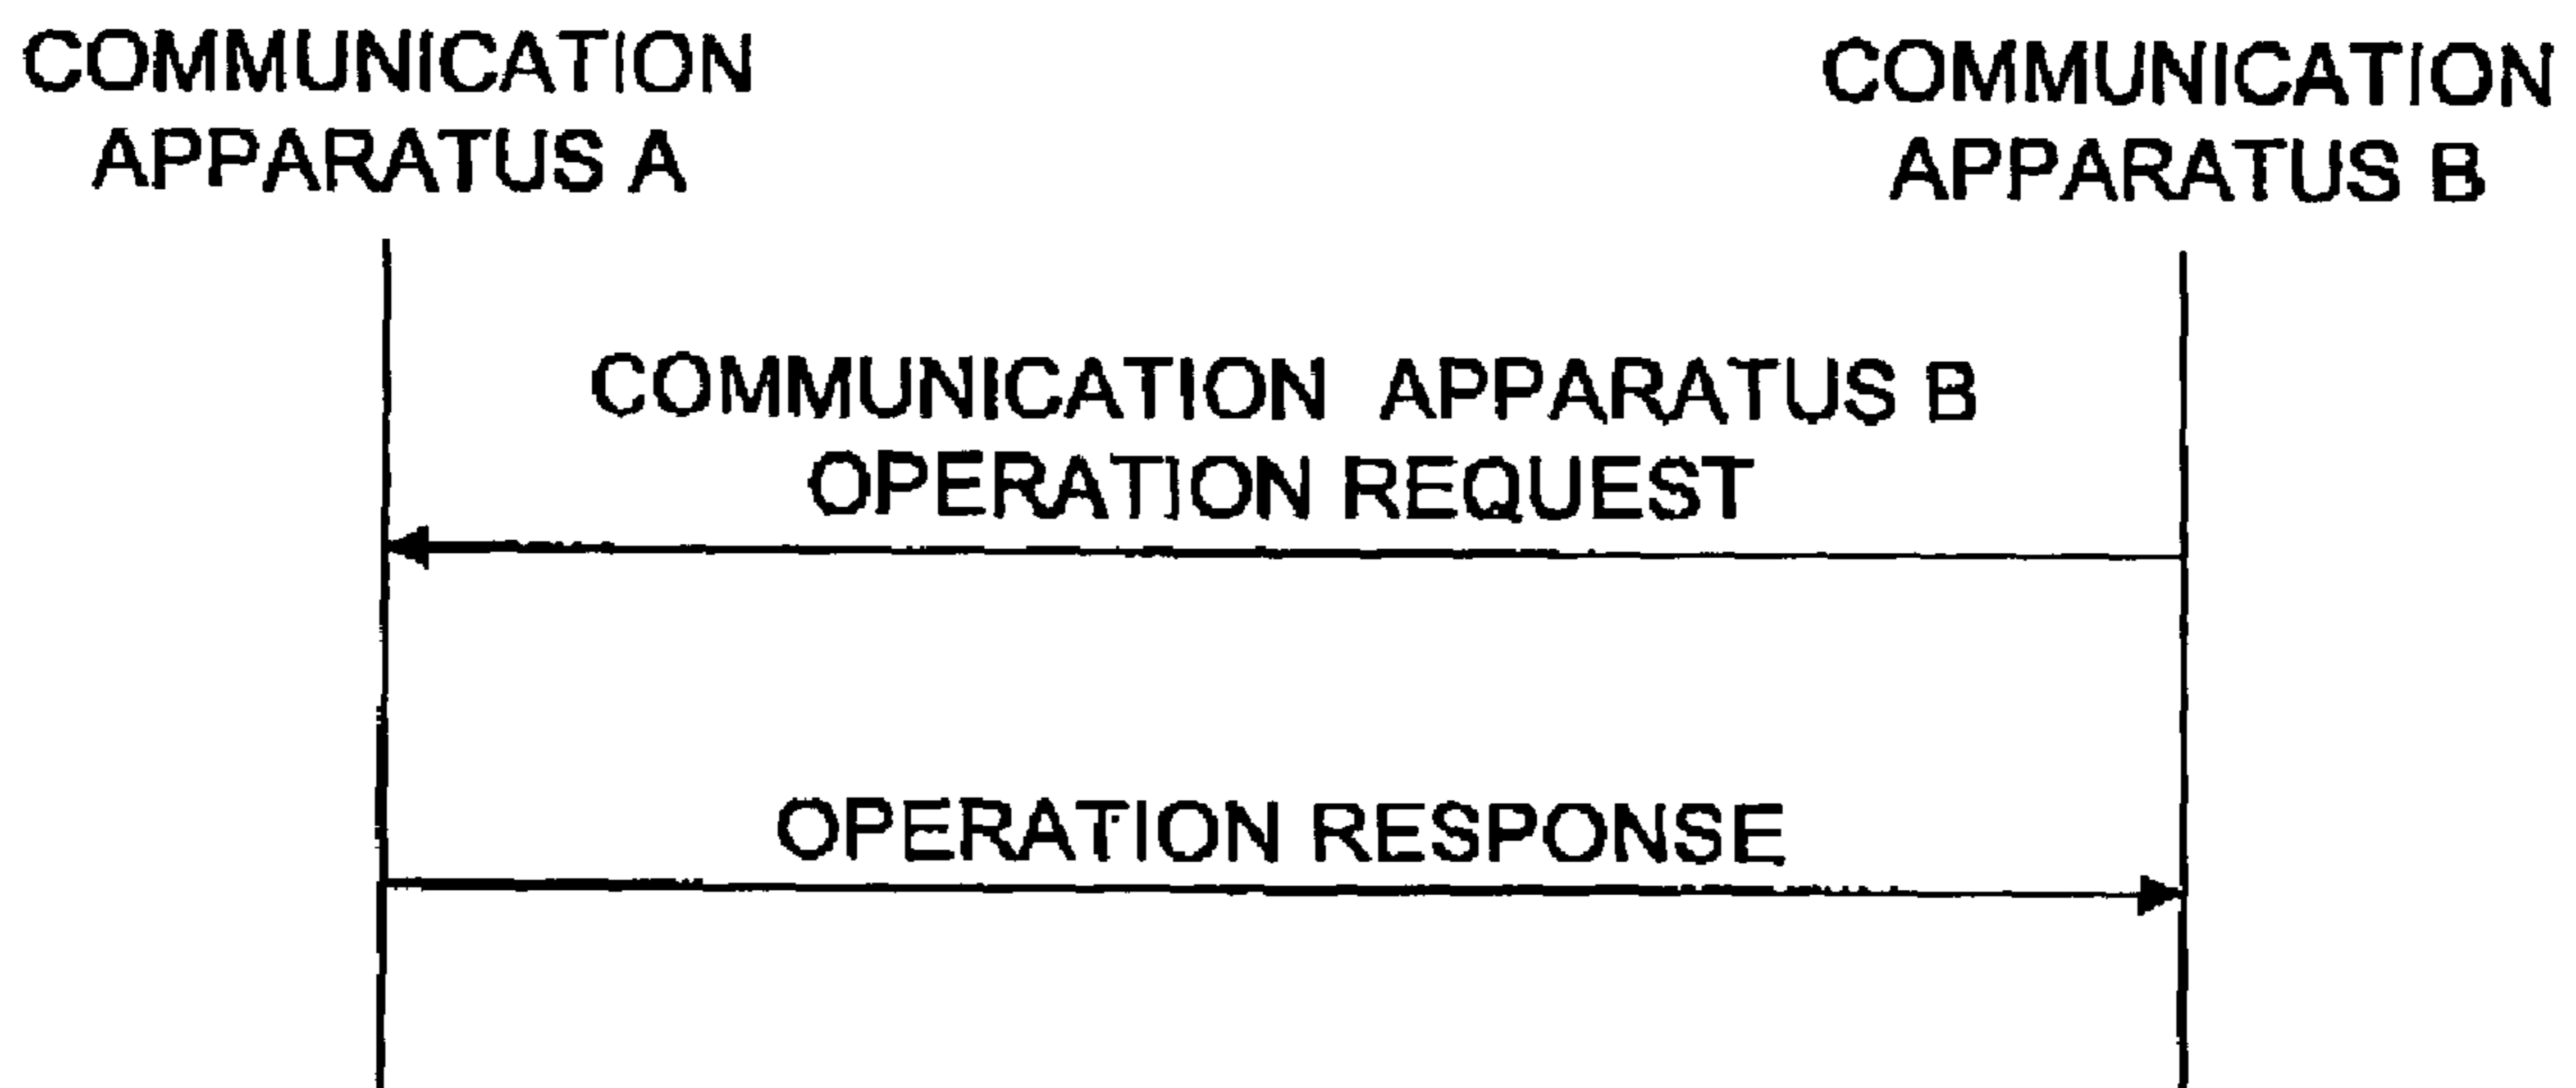 COMMUNICATION
APPARATUS A
COMMUNICATION
APPARATUS B
COMMUNICATION APPARATUS B
OPERATION REQUEST
OPERATION RESPONSE